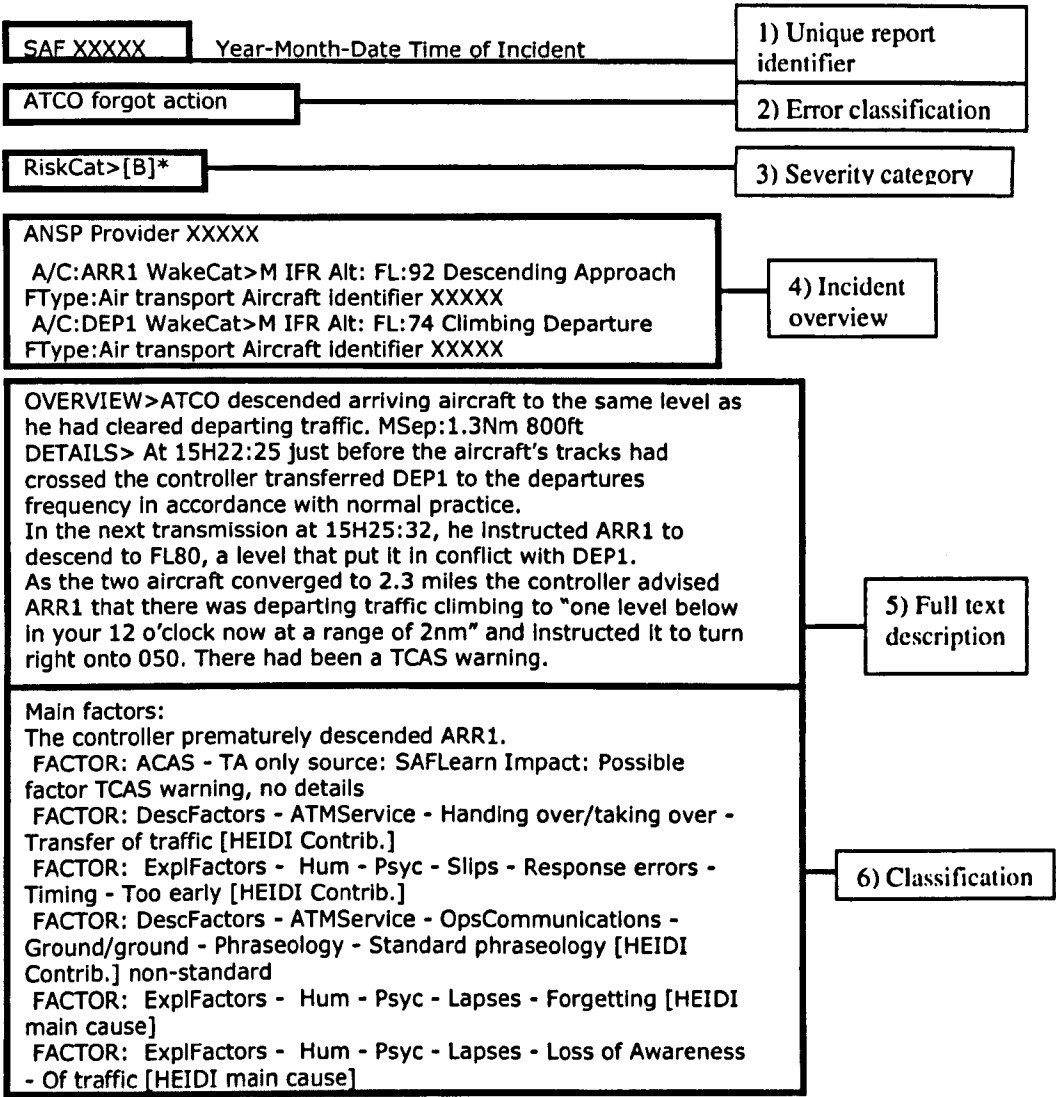 SAF XXXXX Year-Month-Date Time of Incident
1) Unique report
identifier
ATCO forgot action
2) Error classification
RiskCat>[B]*
3) Severity category
ANSP Provider XXXXX
A/C:ARR1 WakeCat>M IFR Alt: FL:92 Descending Approach
FType:Air transport Aircraft identifier XXXXX
A/C:DEP1 WakeCat>M IFR Alt: FL:74 Climbing Departure
FType:Air transport Aircraft identifier XXXXX
4) Incident
overview
OVERVIEW>ATCO descended arriving aircraft to the same level as
he had cleared departing traffic. MSep:1.3Nm 800ft
DETAILS> At 15H22:25 just before the aircraft's tracks had
crossed the controller transferred DEP1 to the departures
frequency in accordance with normal practice.
In the next transmission at 15H25:32, he instructed ARR1 to
descend to FL80, a level that put it in conflict with DEP1.
As the two aircraft converged to 2.3 miles the controller advised
ARR1 that there was departing traffic climbing to "one level below
in your 12 o'clock now at a range of 2nm" and instructed it to turn
right onto 050. There had been a TCAS warning.
5) Full text
description
Main factors:
The controller prematurely descended ARR1.
FACTOR: ACAS - TA only source: SAFLearn Impact: Possible
factor TCAS warning, no details
FACTOR: DescFactors - ATMService - Handing over/taking over -
Transfer of traffic [HEIDI Contrib.]
FACTOR: ExplFactors - Hum - Psyc - Slips - Response errors -
Timing - Too early [HEIDI Contrib.]
FACTOR: DescFactors - ATMService - OpsCommunications -
Ground/ground - Phraseology - Standard phraseology [HEIDI
Contrib.] non-standard
FACTOR: ExplFactors - Hum - Psyc - Lapses - Forgetting [HEIDI
main cause]
FACTOR: ExplFactors - Hum - Psyc - Lapses - Loss of Awareness
- Of traffic [HEIDI main cause]
6) Classification